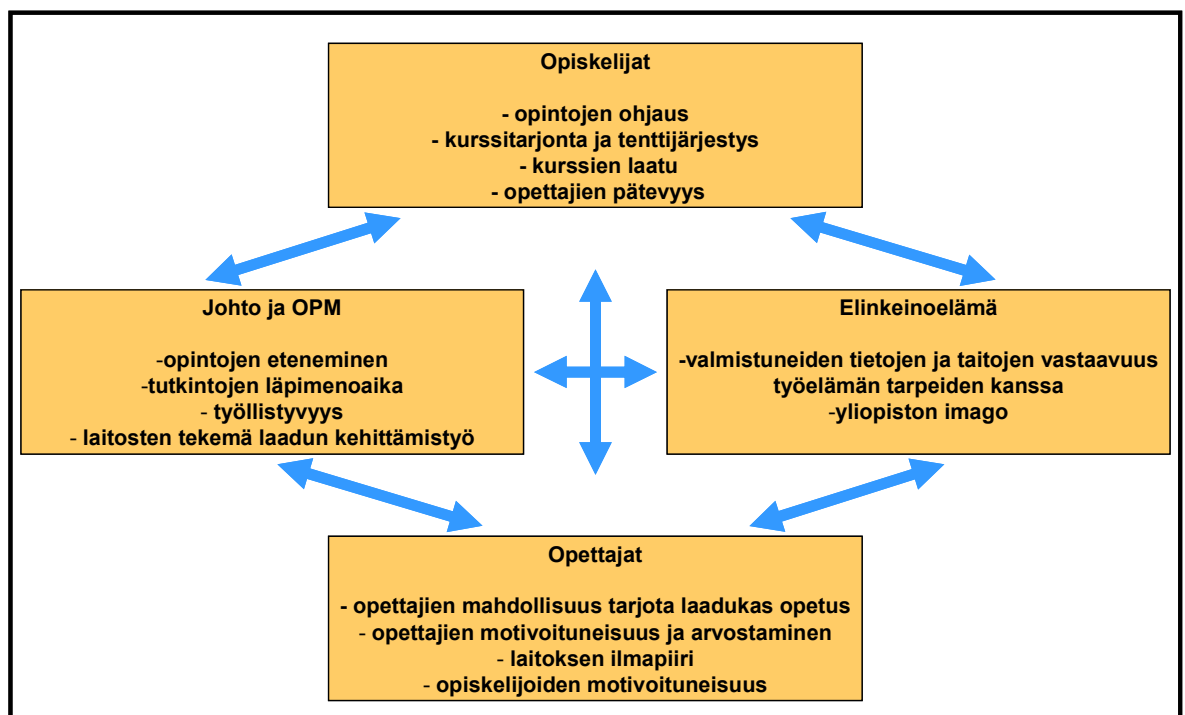 Opiskelijat
- opintojen ohjaus
- kurssitarjonta ja tenttijärjestys
- kurssien laatu
- opettajien pätevyys
Johto ja OPM
-opintojen eteneminen
-tutkintojen läpimenoaika
- työllistyvyys
- laitosten tekemä laadun kehittämistyö
Elinkeinoelämä
-valmistuneiden tietojen ja taitojen vastaavuus
työelämän tarpeiden kanssa
-yliopiston imago
Opettajat
- opettajien mahdollisuus tarjota laadukas opetus
- opettajien motivoituneisuus ja arvostaminen
- laitoksen ilmapiiri
- opiskelijoiden motivoituneisuus